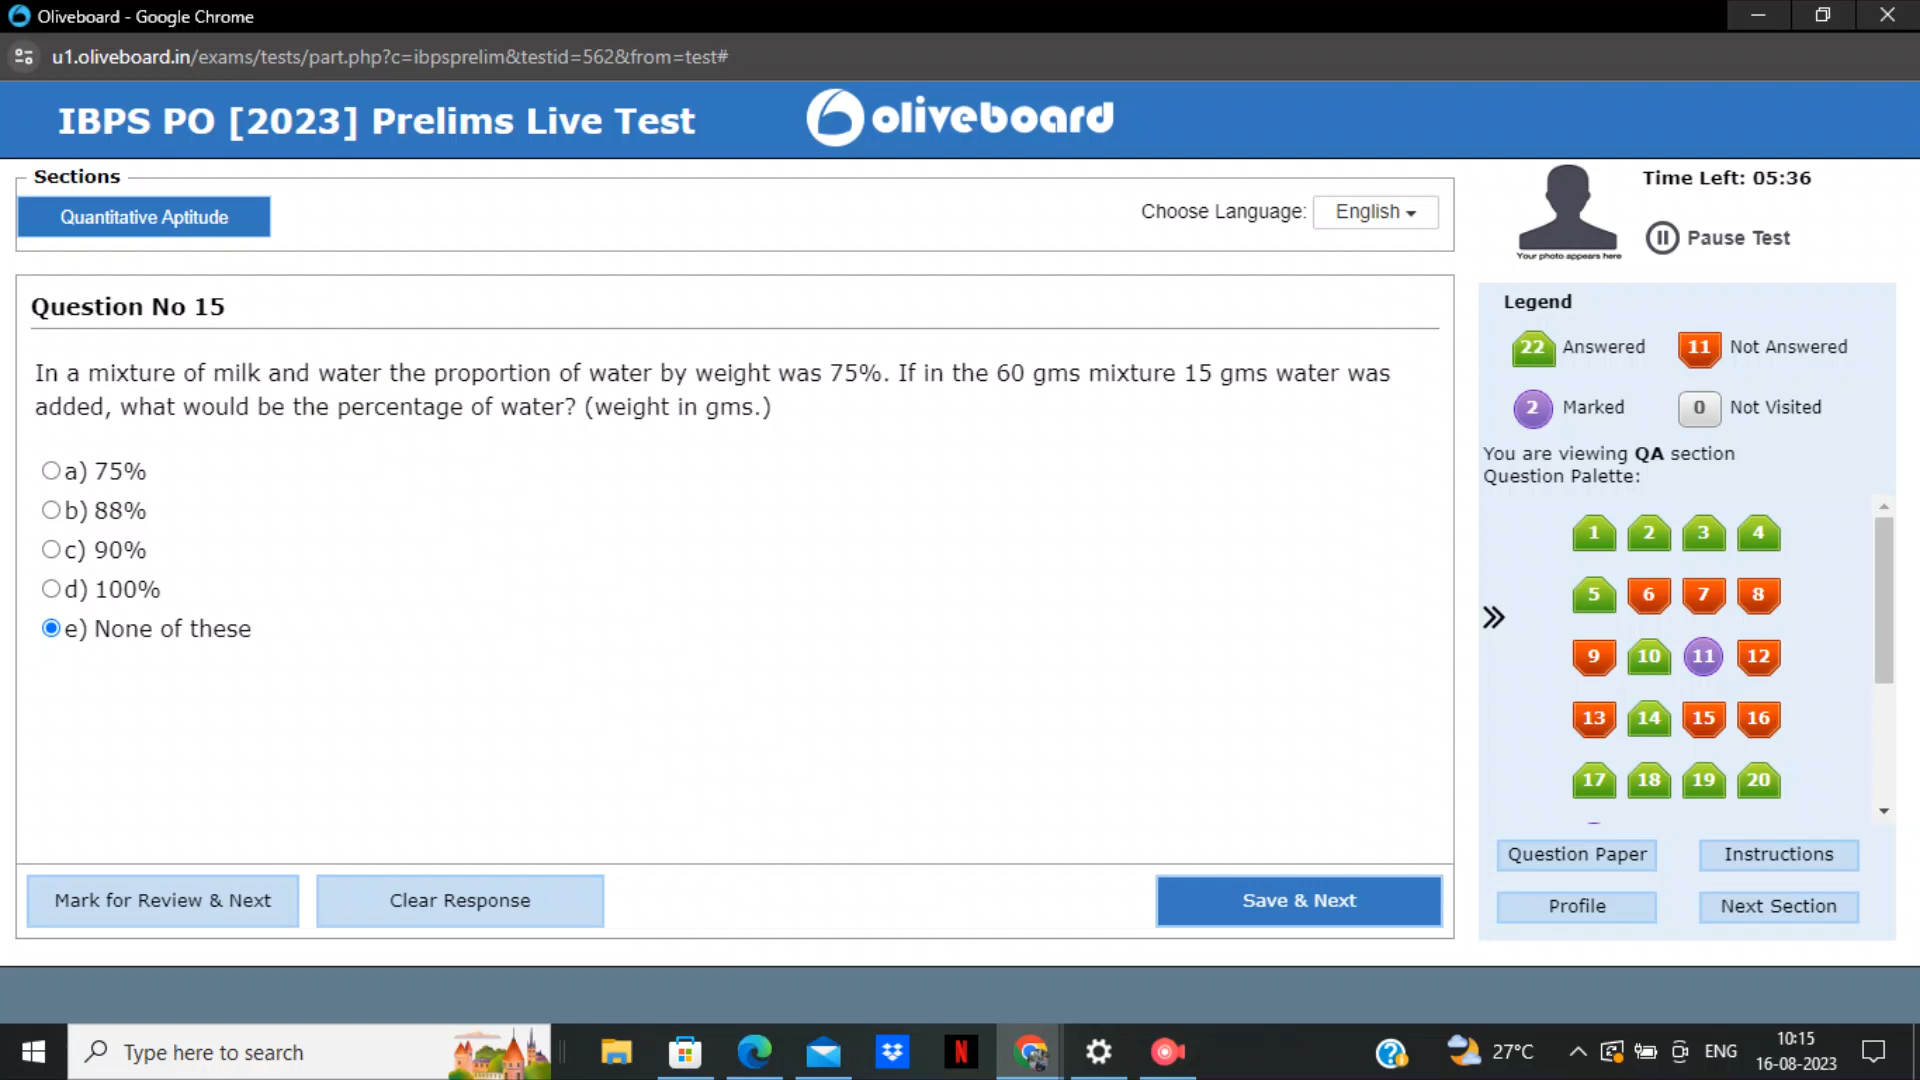 Oliveboard - Google Chrome
u1.oliveboard.in/exams/tests/part.php?c=ibpsprelim&testid=562&from=test#
IBPS PO [2023] Prelims Live Test
oliveboard
Sections
Quantitative Aptitude
Choose Language: English
Your photo appears here
Time Left: 05:36
Pause Test
Question No 15
In a mixture of milk and water the proportion of water by weight was 75%. If in the 60 gms mixture 15 gms water was
added, what would be the percentage of water? (weight in gms.)
a) 75%
b) 88%
c) 90%
d) 100%
e) None of these
Mark for Review & Next
Clear Response
Save & Next
Legend
22 Answered 11 Not Answered
2 Marked 0 Not Visited
You are viewing QA section
Question Palette:
1 2 3 4
5 6 7 8
9 10 11 12
13 14 15 16
17 18 19 20
Question Paper Instructions
Profile Next Section
Type here to search
N
27°C
ENG
10:15
16-08-2023